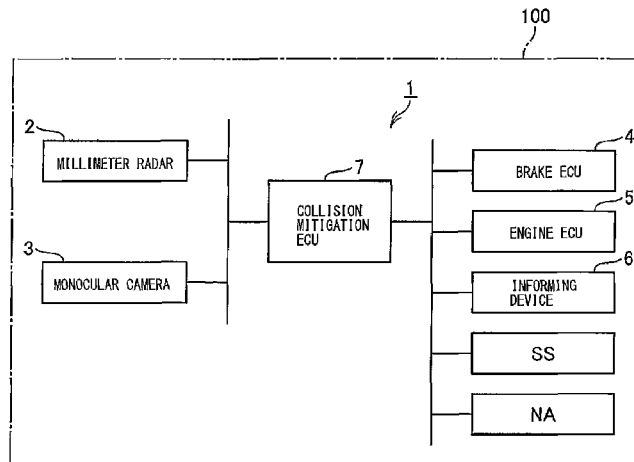 100
1
2
MILLIMETER RADAR
3
MONOCULAR CAMERA
7
COLLISION
MITIGATION
ECU
4
BRAKE ECU
5
ENGINE ECU
6
INFORMING
DEVICE
SS
NA